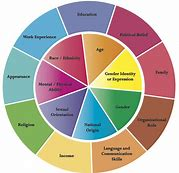 Education
Political Belief
Family
Organizational
Role
Language and
Communication
Skills
Income
Religion
Appearance
Work Experience
Age
Gender Identity
or Expression
Gender
National
Origin
Sexual
Orientation
Mental / Physical
Ability
Race / Ethnicity